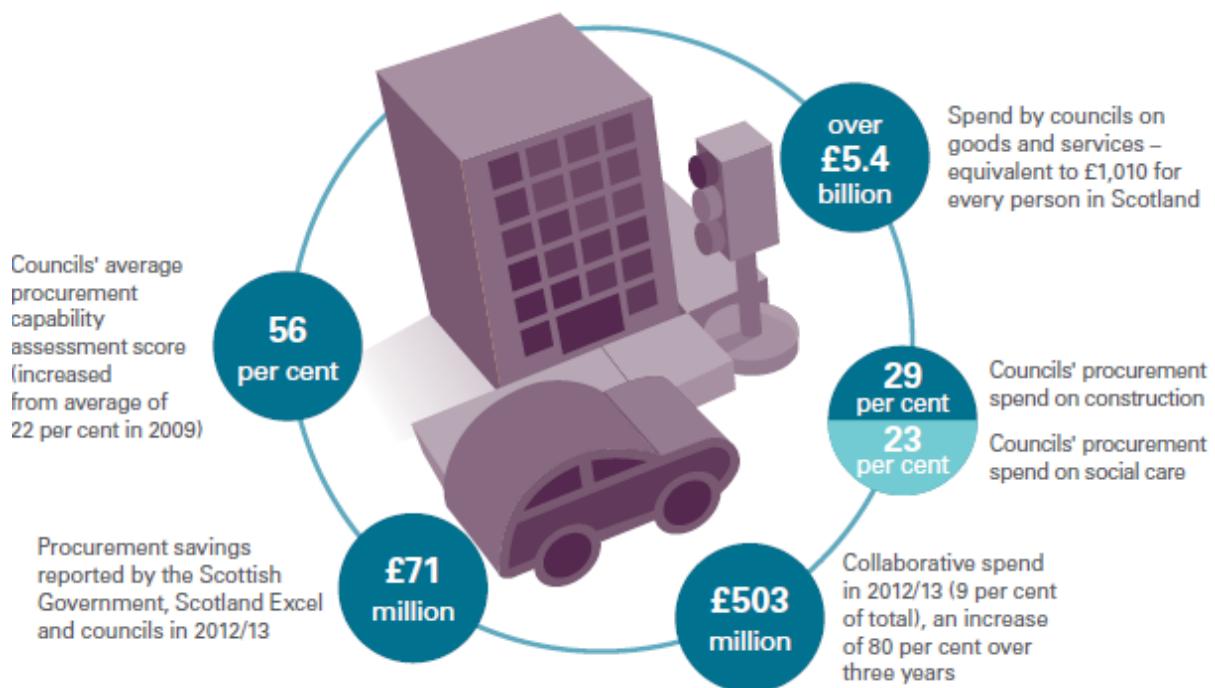 over
£5.4
billion
Spend by councils on
goods and services –
equivalent to £1,010 for
every person in Scotland
29
per cent
Councils' procurement
spend on construction
23
per cent
Councils' procurement
spend on social care
£503
million
Collaborative spend
in 2012/13 (9 per cent
of total), an increase
of 80 per cent over
three years
£71
million
Procurement savings
reported by the Scottish
Government, Scotland Excel
and councils in 2012/13
56
per cent
Councils' average
procurement
capability
assessment score
(increased
from average of
22 per cent in 2009)